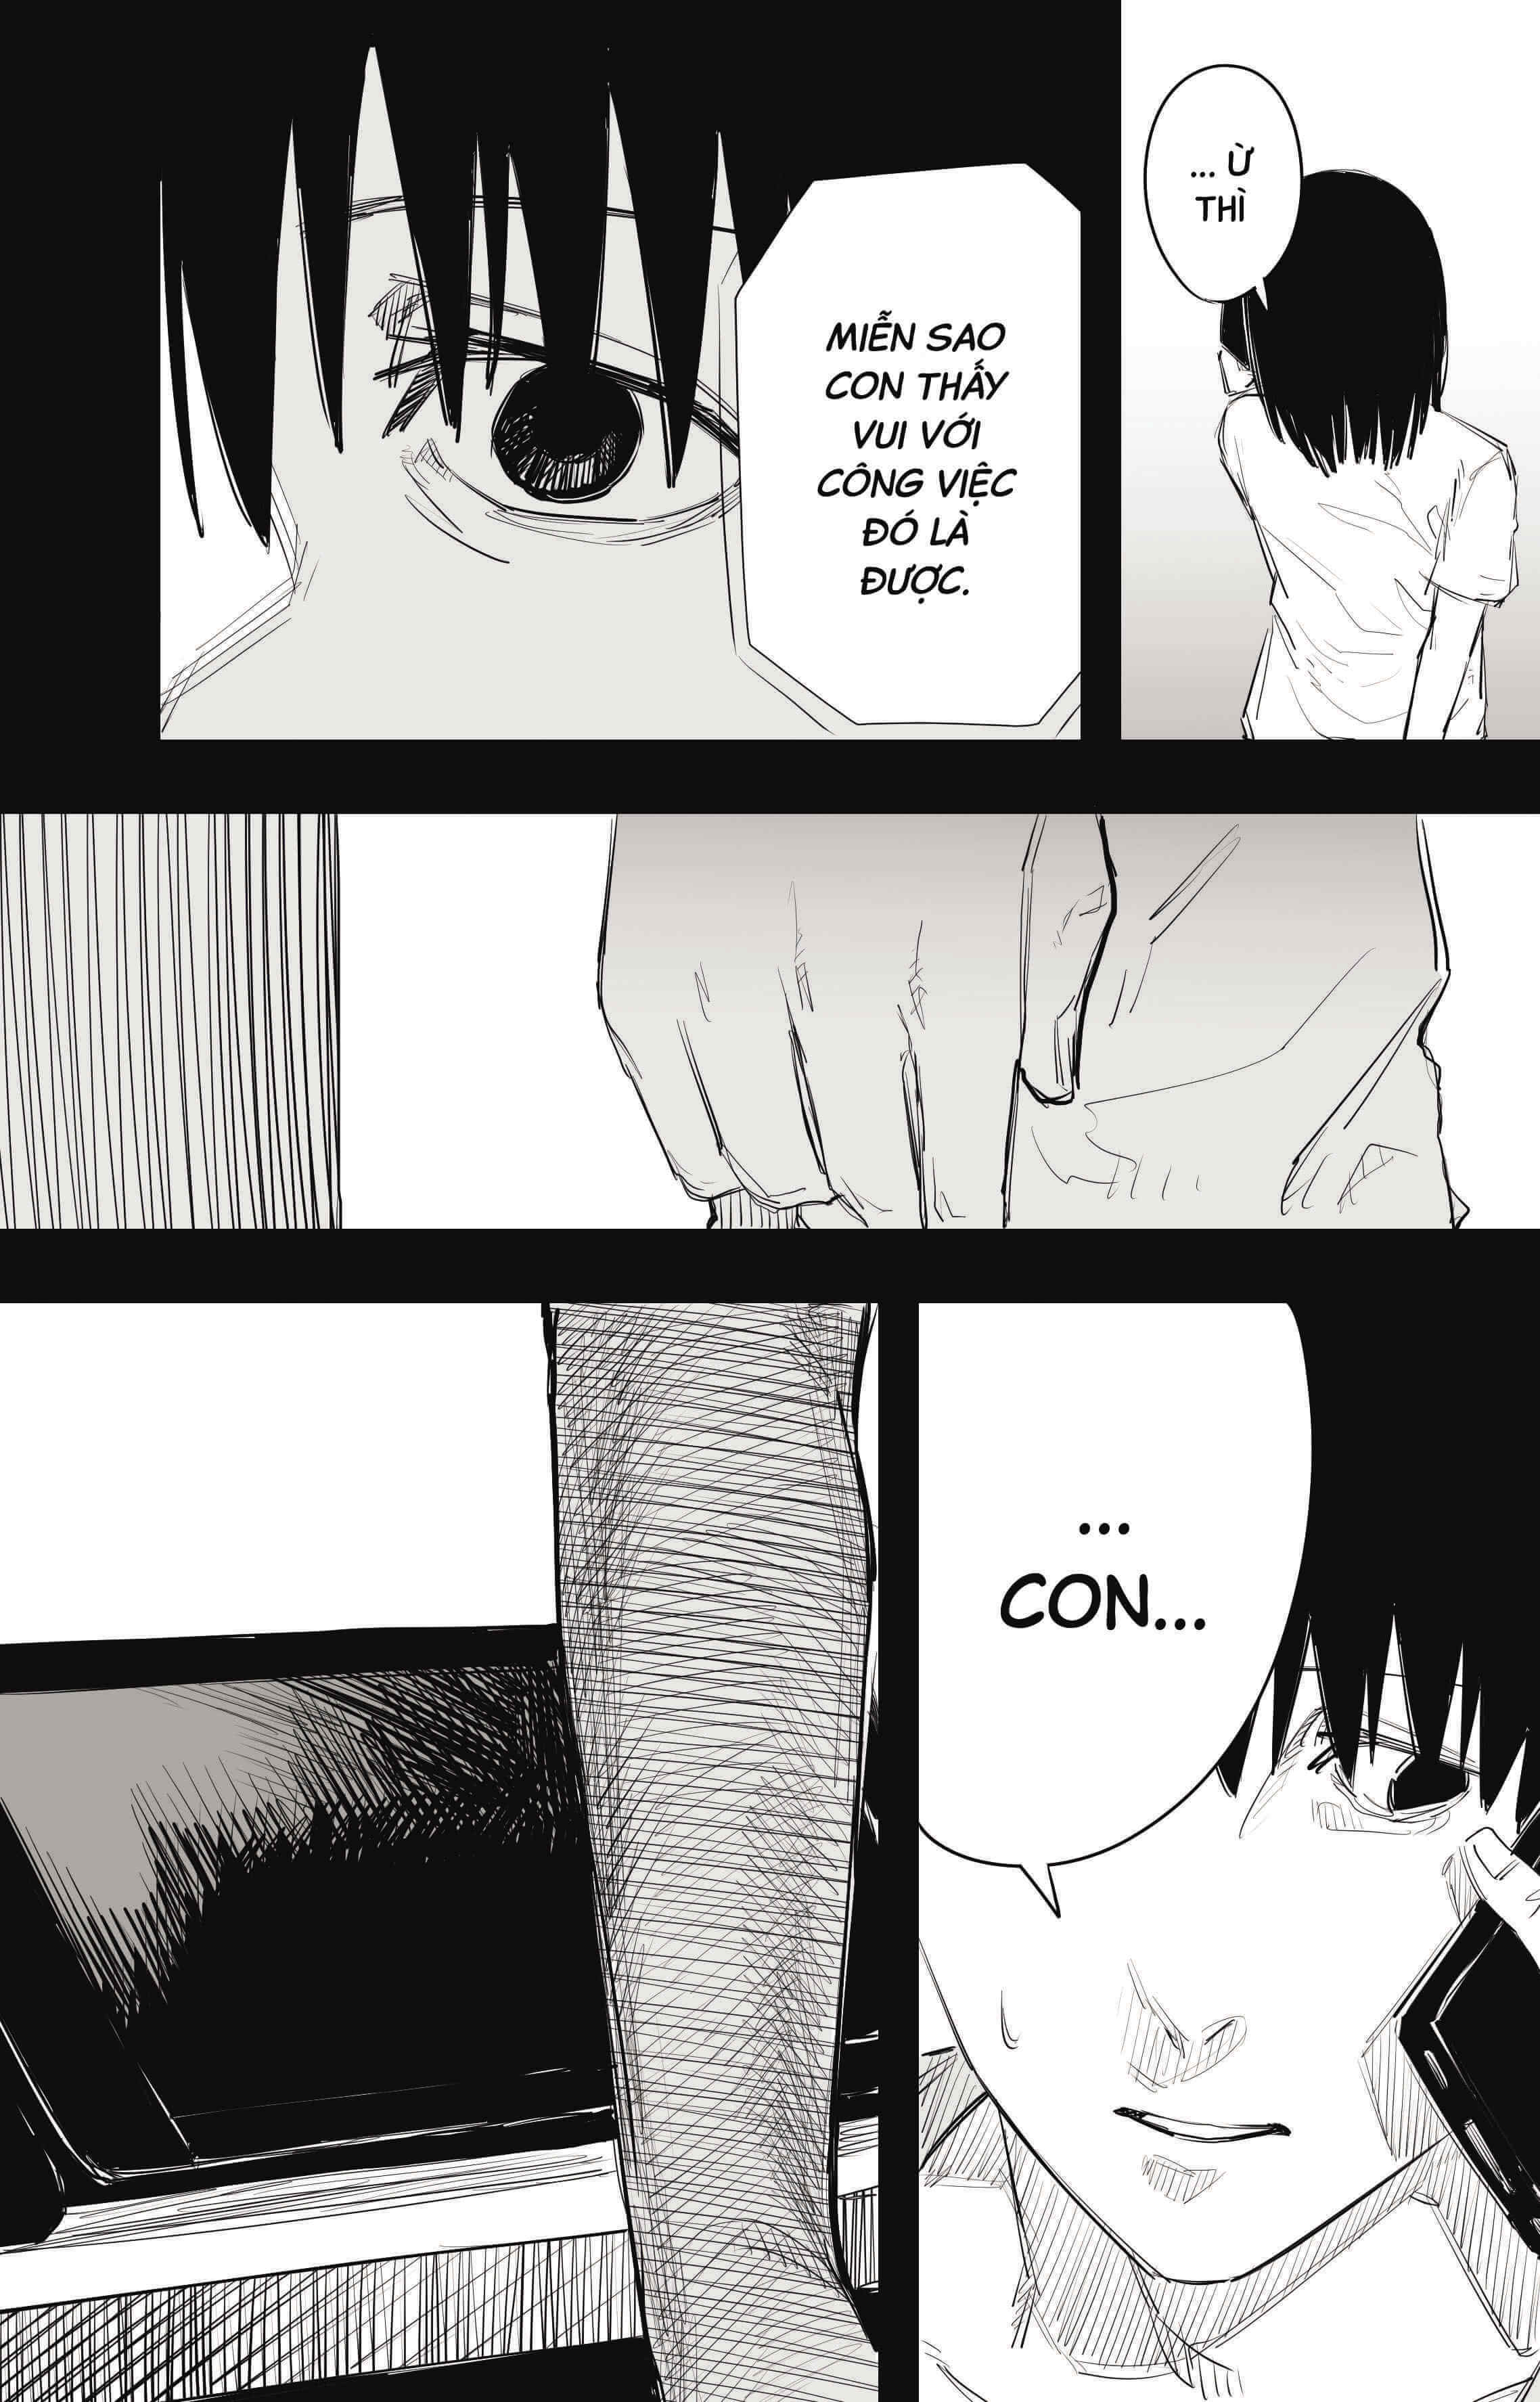 ... Ừ
THÌ
MIỄN SAO
CON THẤY
VUI VỚI
CÔNG VIỆC
ĐÓ LÀ
ĐƯỢC.
...
CON...